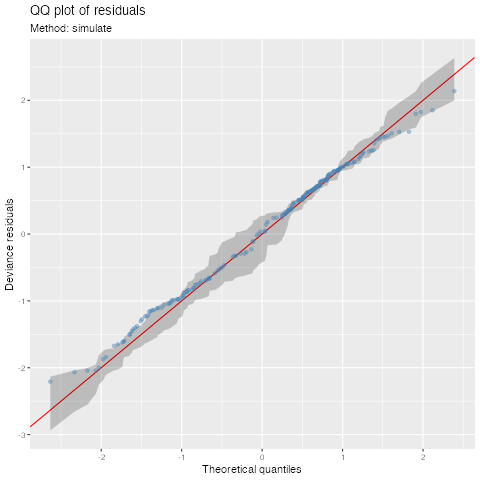 QQ plot of residuals
Method: simulate
2
1
0
-1
-2
-3
-2
-1
0
1
2
Theoretical quantiles
Deviance residuals